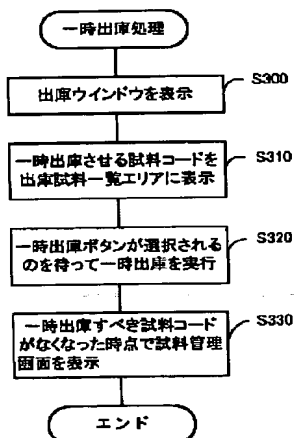 一時出庫処理
出庫ウインドウを表示
S300
一時出庫させる試料コードを
出庫試料一覧エリアに表示
S310
一時出庫ボタンが選択される
のを待って一時出庫を実行
S320
一時出庫すべき試料コード
がなくなった時点で試料管理
画面を表示
S330
エンド